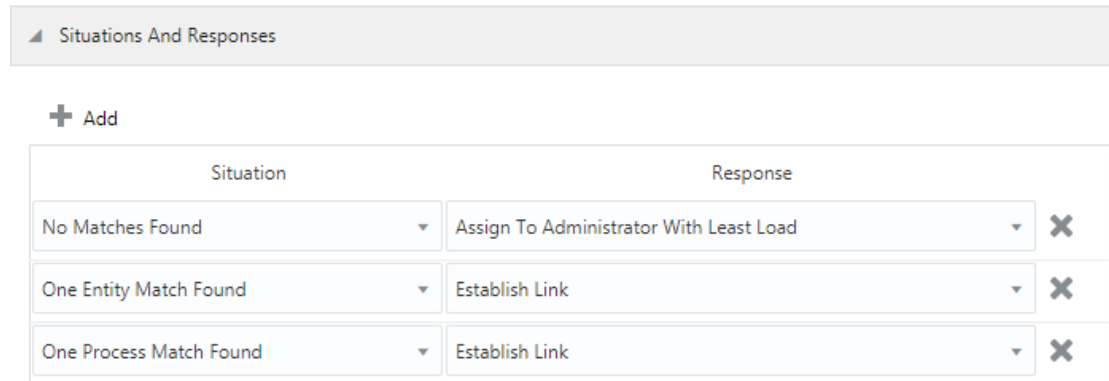 Situations And Responses
Add
Situation Response
No Matches Found Assign To Administrator With Least Load
One Entity Match Found Establish Link
One Process Match Found Establish Link